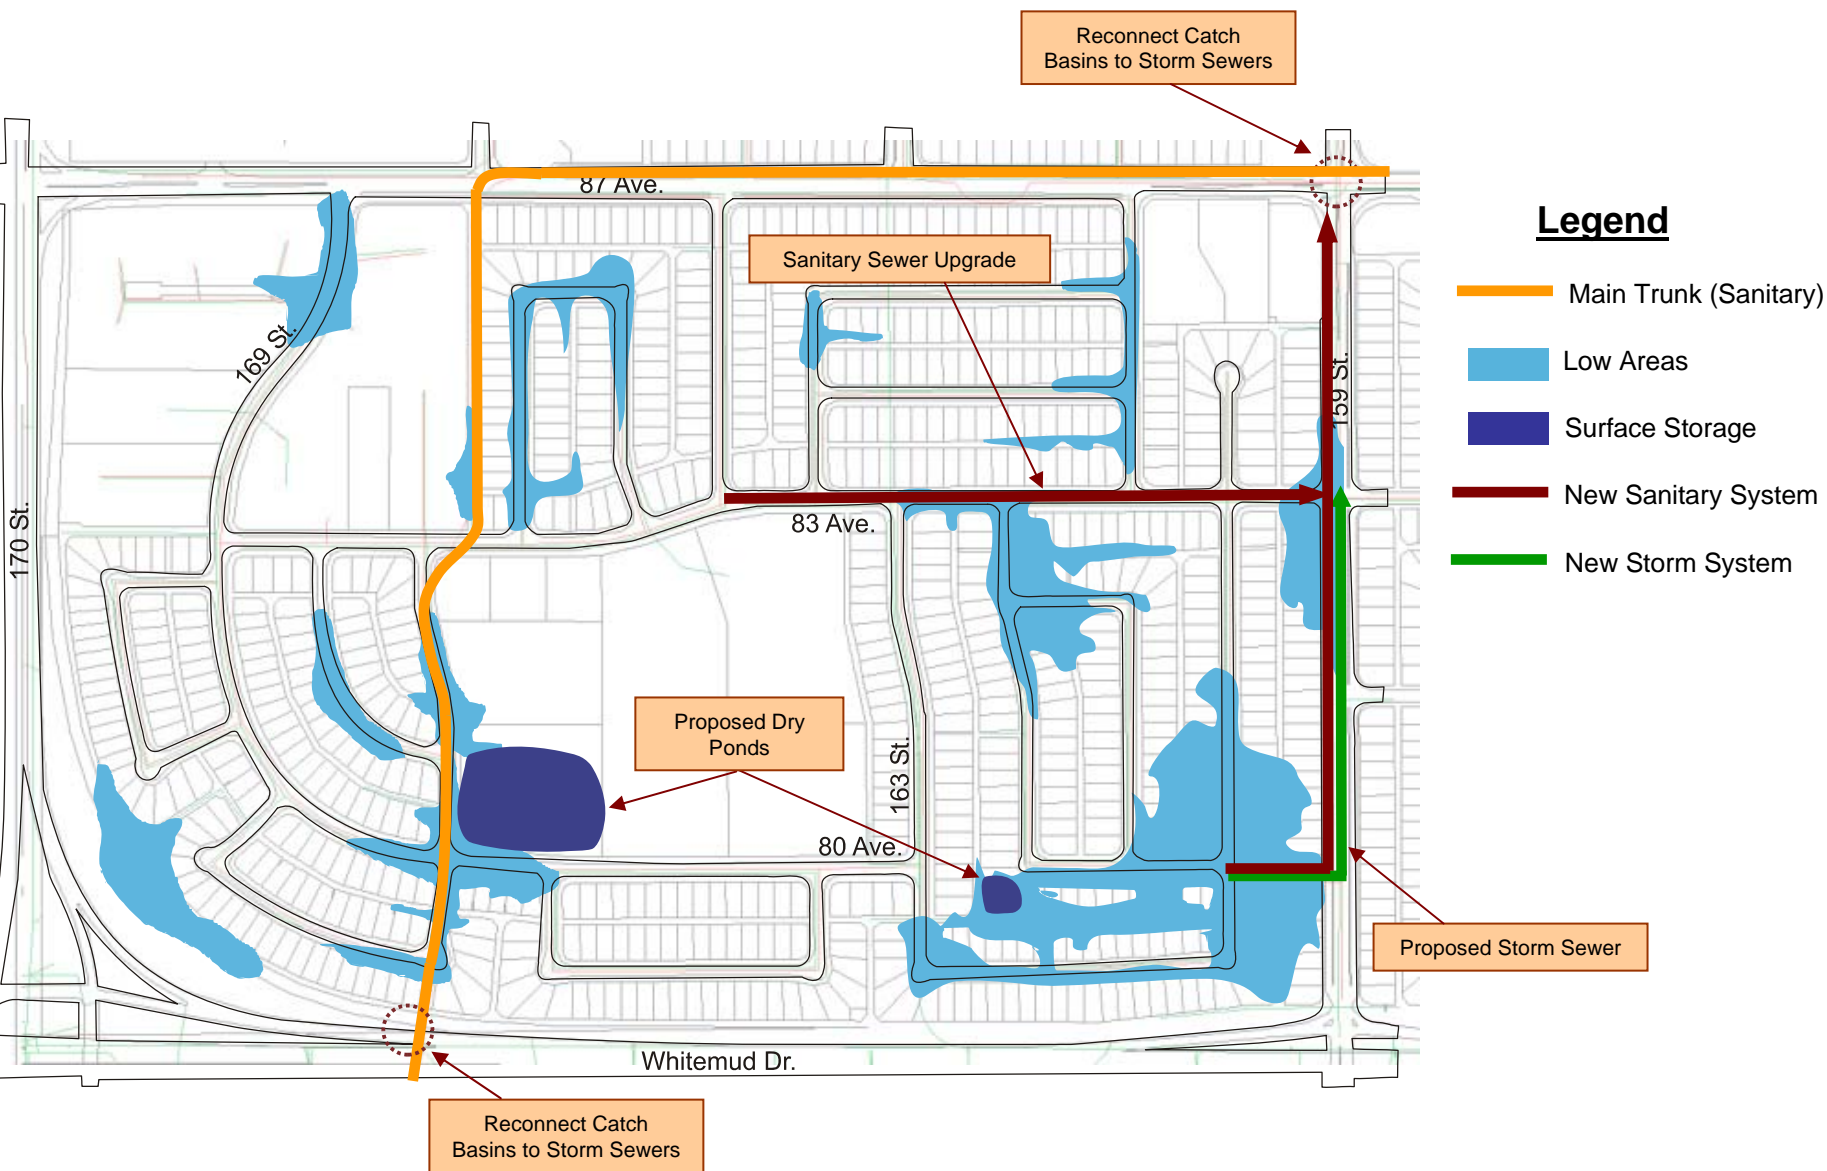 Reconnect Catch
Basins to Storm Sewers
87 Ave.
Legend
Sanitary Sewer Upgrade
Main Trunk (Sanitary)
169 St.
159 St.
Low Areas
Surface Storage
New Sanitary System
170 St.
83 Ave.
New Storm System
Proposed Dry
Ponds
163 St.
80 Ave.
Proposed Storm Sewer
Whitemud Dr.
Reconnect Catch
Basins to Storm Sewers